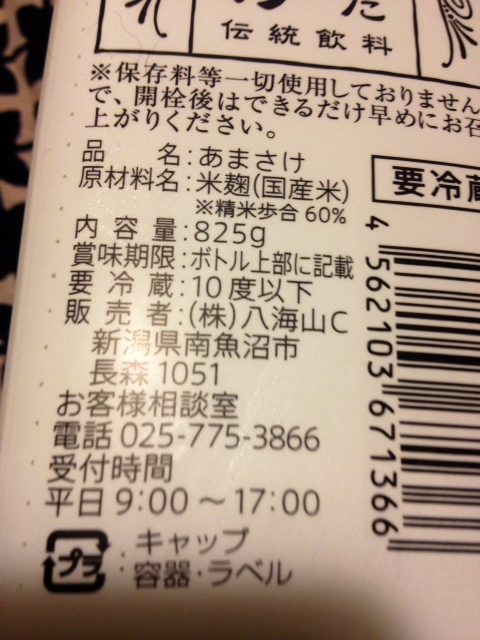 伝統飲料
※保存料等一切使用しておりません
で、開栓後はできるだけ早めにお召
上がりください。
品 名:あまさけ
原材料名:米麹(国産米)
※精米歩合 60%
内 容 量:825g
賞味期限:ボトル上部に記載
要 冷 蔵:10度以下
販 売 者:(株)八海山C
新潟県南魚沼市
長森1051
お客様相談室
電話 025-775-3866
受付時間
平日 9:00 〜 17:00
プラ
:キャップ
:容器・ラベル
要冷蔵
4 562103 671366